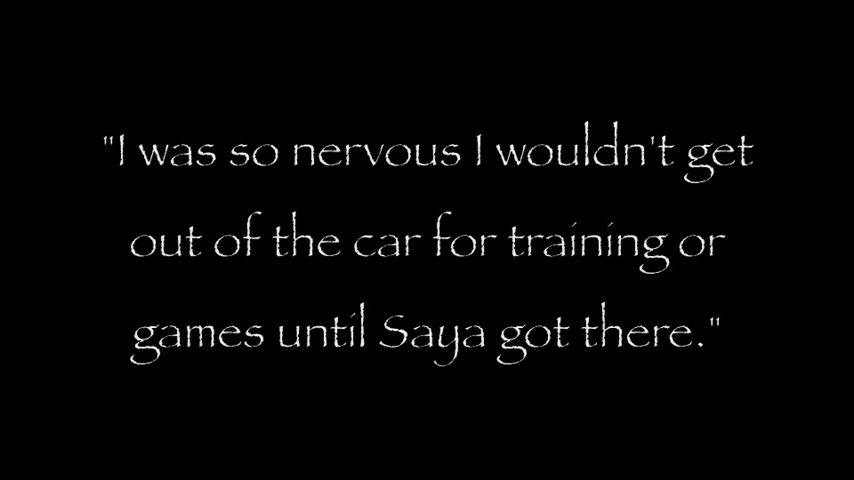 "I was so nervous I wouldn't get
out of the car for training or
games until Saya got there."